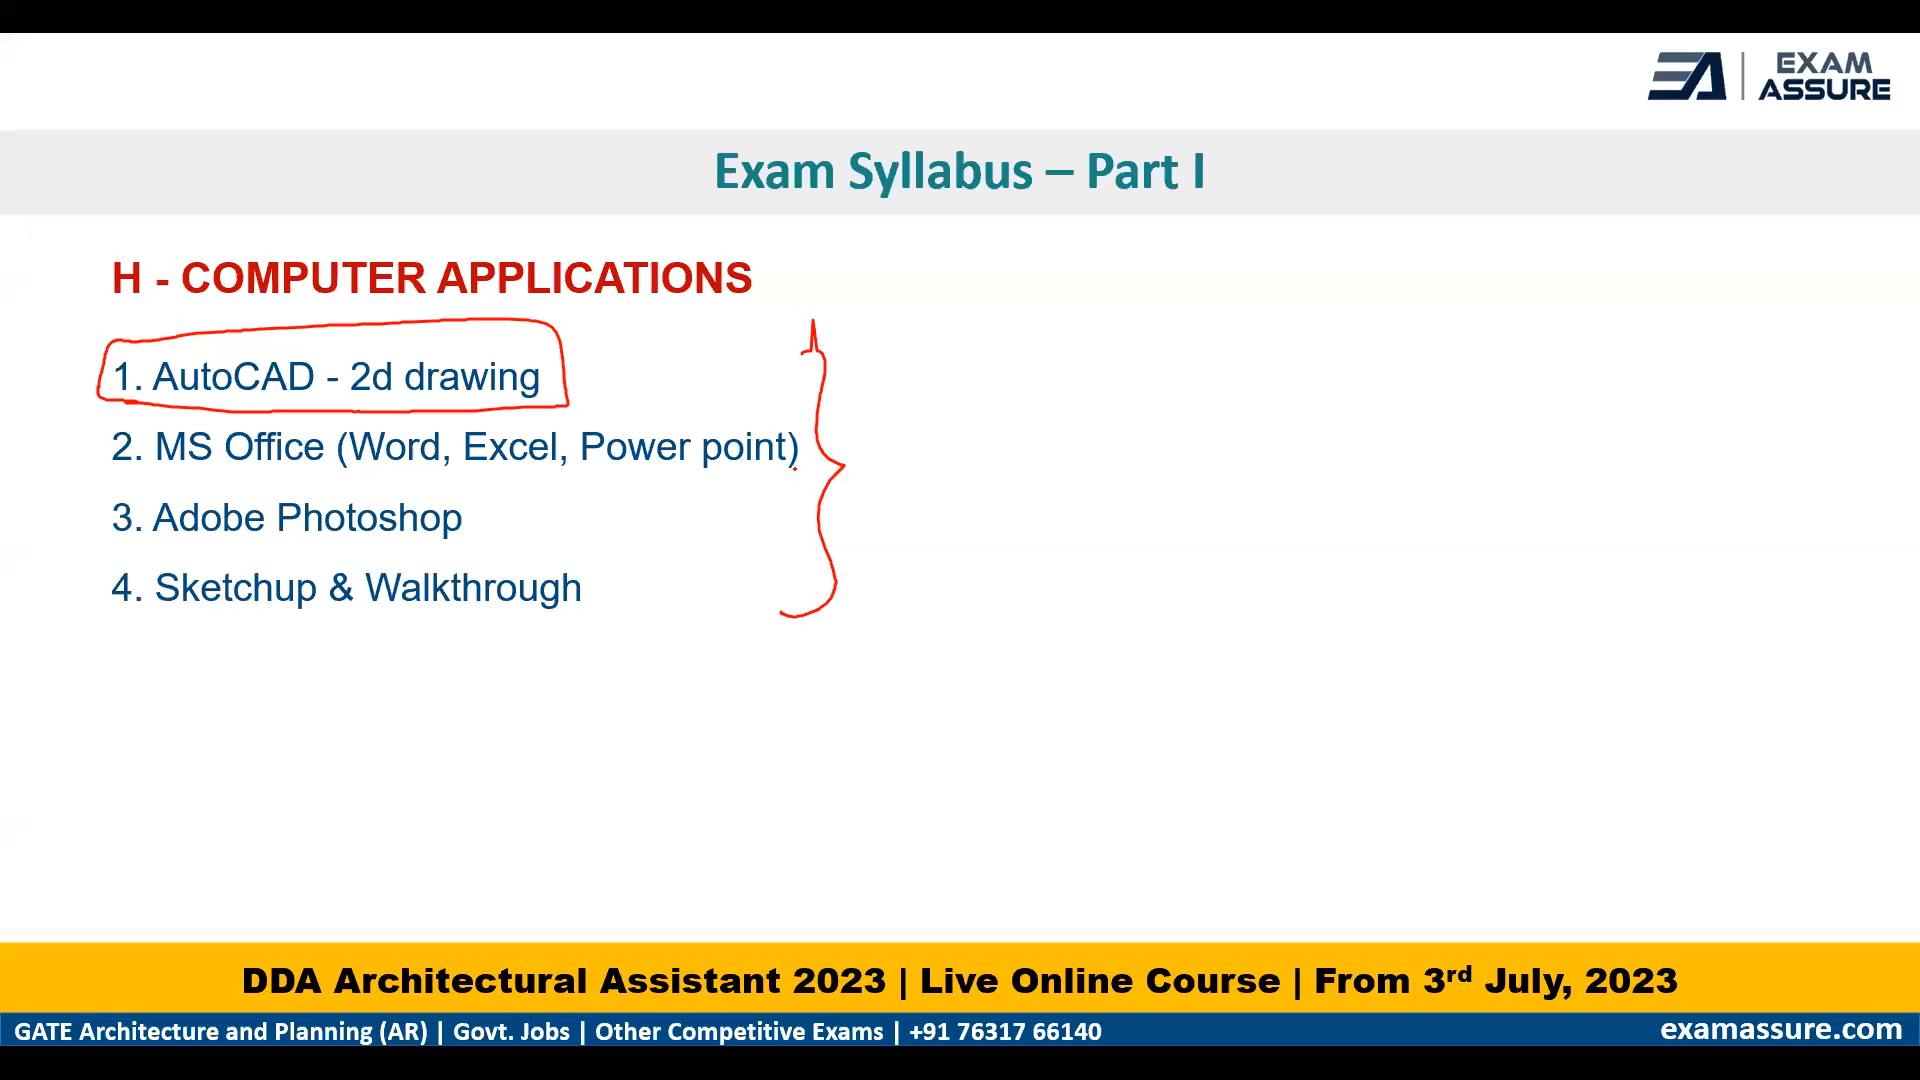 EXAM
ASSURE
Exam Syllabus – Part I
H - COMPUTER APPLICATIONS
1. AutoCAD - 2d drawing
2. MS Office (Word, Excel, Power point)
3. Adobe Photoshop
4. Sketchup & Walkthrough
DDA Architectural Assistant 2023 | Live Online Course | From 3rd July, 2023
GATE Architecture and Planning (AR) | Govt. Jobs | Other Competitive Exams | +91 76317 66140
examassure.com